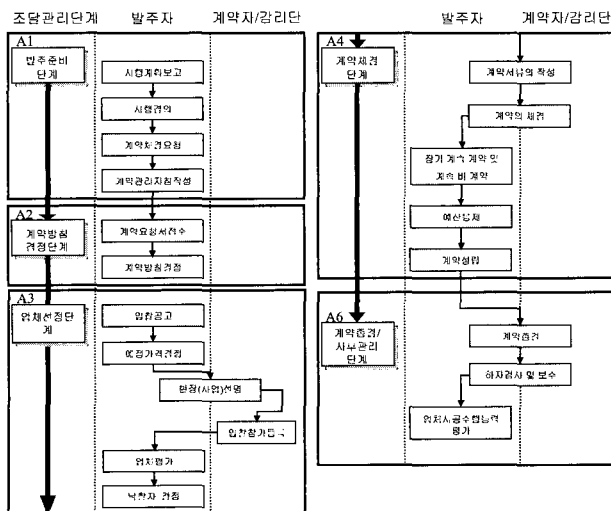 조달관리단계
발주자
계약자/감리단
A1
발주준비
단계
시행계획보고
시행결의
계약체결요청
계약관리지침작성
A2
계약방침
결정단계
계약요청서접수
계약방침결정
A3
업체선정단
계
입찰공고
예정가격결정
현장(사업)설명
입찰참가등록
업체평가
낙찰자 결정
발주자
계약자/감리단
A4
계약체결
단계
계약서류의 작성
계약의 체결
장기 계속 계약 및
계속 비 계약
예산통제
계약성립
A6
계약종결/
사후관리
단계
계약종결
하자검사 및 보수
업체시공수행능력
평가